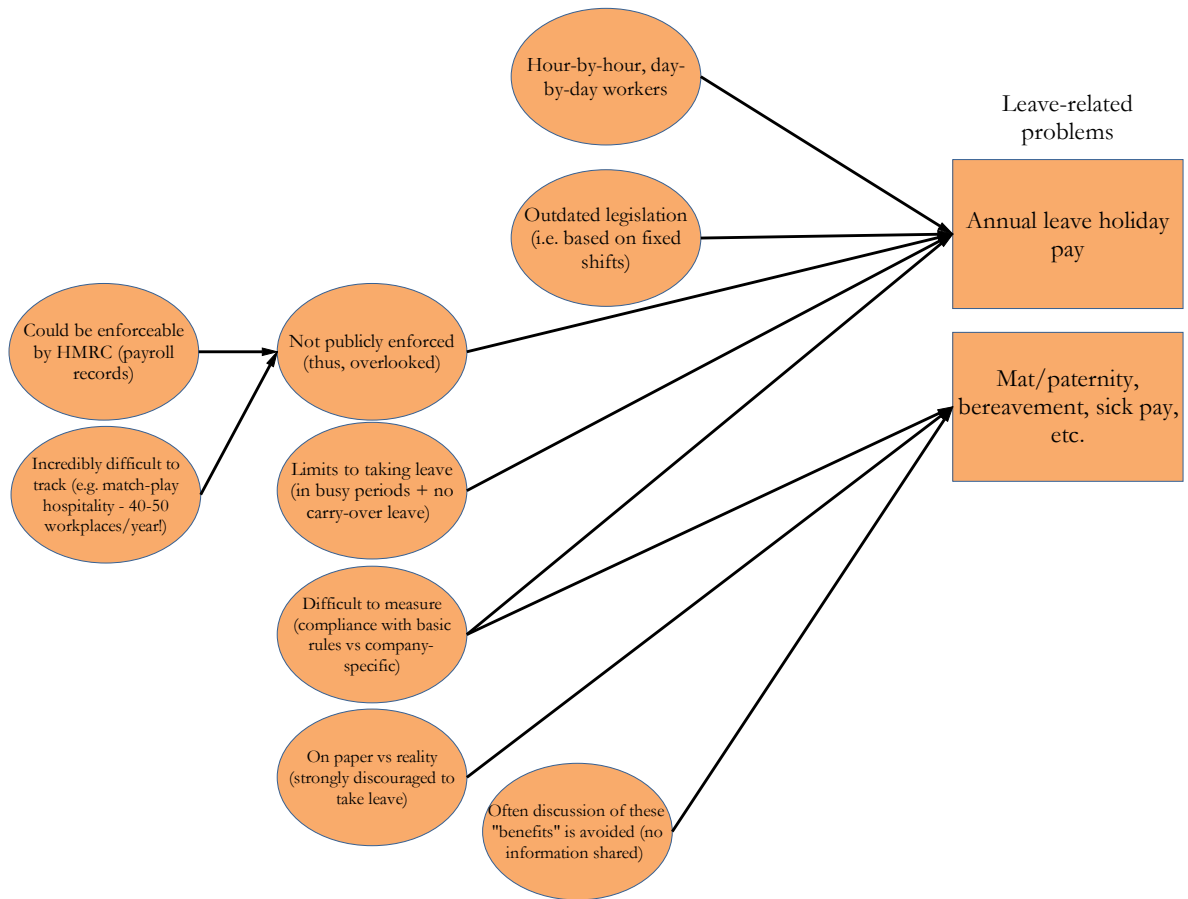 Hour-by-hour, day-
by-day workers
Leave-related
problems
Outdated legislation
(i.e. based on fixed
shifts)
Annual leave holiday
pay
Could be enforceable
by HMRC (payroll
records)
Not publicly enforced
(thus, overlooked)
Mat/paternity,
bereavement, sick pay,
etc.
Incredibly difficult to
track (e.g. match-play
hospitality - 40-50
workplaces/year!)
Limits to taking leave
(in busy periods + no
carry-over leave)
Difficult to measure
(compliance with basic
rules vs company-
specific)
On paper vs reality
(strongly discouraged to
take leave)
Often discussion of these
"benefits" is avoided (no
information shared)